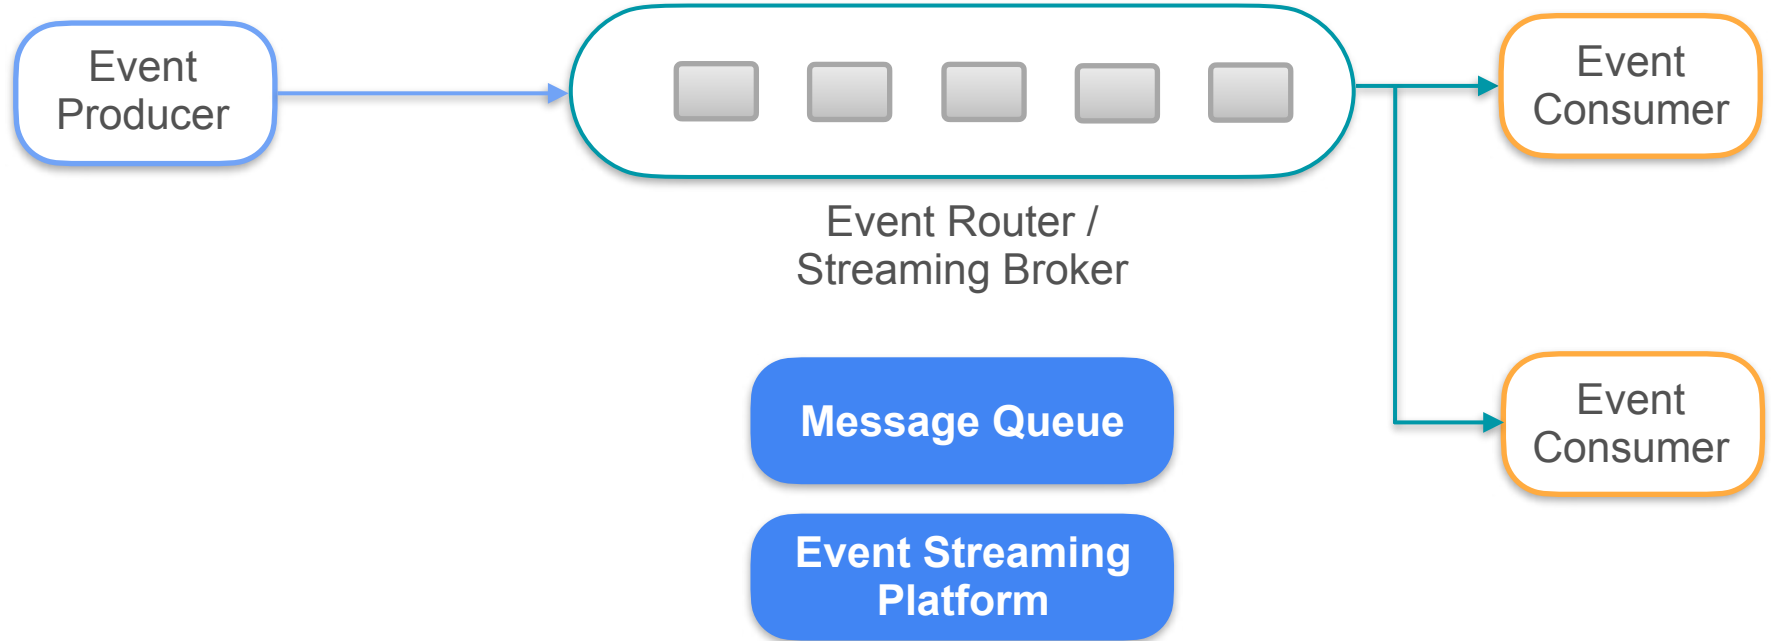 Event
Producer
Event Router /
Streaming Broker
Message Queue
Event Streaming
Platform
Event
Consumer
Event
Consumer